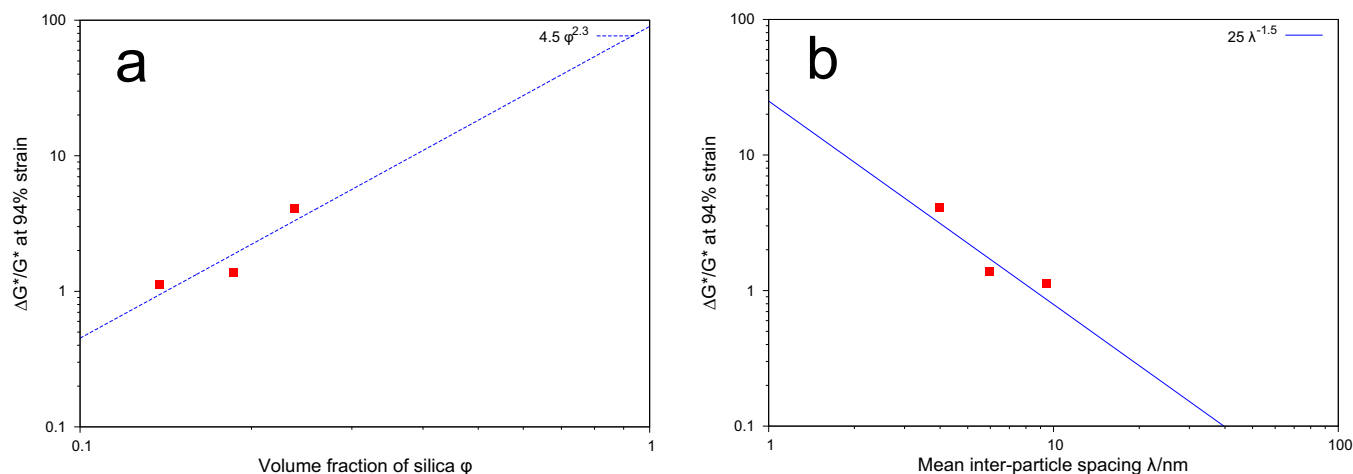 a
4.5 φ^2.3
100
10
1
0.1
0.1
1
ΔG*/G* at 94% strain
Volume fraction of silica φ
b
25 λ^-1.5
100
10
1
0.1
1
10
100
ΔG*/G* at 94% strain
Mean inter-particle spacing λ/nm